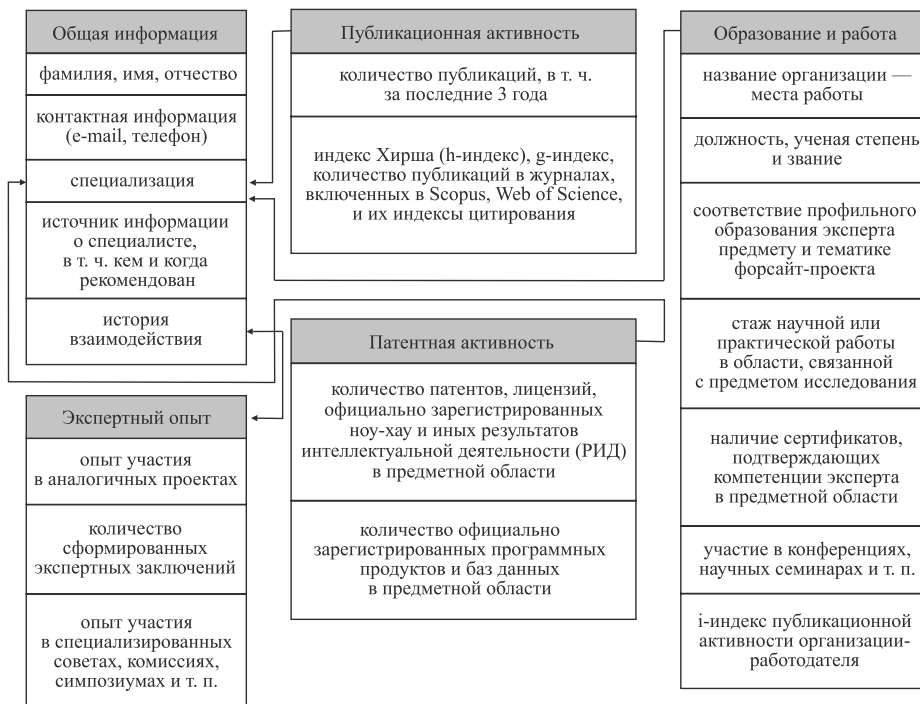 Общая информация
фамилия, имя, отчество
контактная информация
(e-mail, телефон)
специализация
источник информации
о специалисте,
в т. ч. кем и когда
рекомендован
история
взаимодействия
Экспертный опыт
опыт участия
в аналогичных проектах
количество
сформированных
экспертных заключений
опыт участия
в специализированных
советах, комиссиях,
симпозиумах и т. п.
Публикационная активность
количество публикаций, в т. ч.
за последние 3 года
индекс Хирша (h-индекс), g-индекс,
количество публикаций в журналах,
включенных в Scopus, Web of Science,
и их индексы цитирования
Патентная активность
количество патентов, лицензий,
официально зарегистрированных
ноу-хау и иных результатов
интеллектуальной деятельности (РИД)
в предметной области
количество официально
зарегистрированных программных
продуктов и баз данных
в предметной области
Образование и работа
название организации —
места работы
должность, ученая степень
и звание
соответствие профильного
образования эксперта
предмету и тематике
форсайт-проекта
стаж научной или
практической работы
в области, связанной
с предметом исследования
наличие сертификатов,
подтверждающих
компетенции эксперта
в предметной области
участие в конференциях,
научных семинарах и т. п.
i-индекс публикационной
активности организации-
работодателя